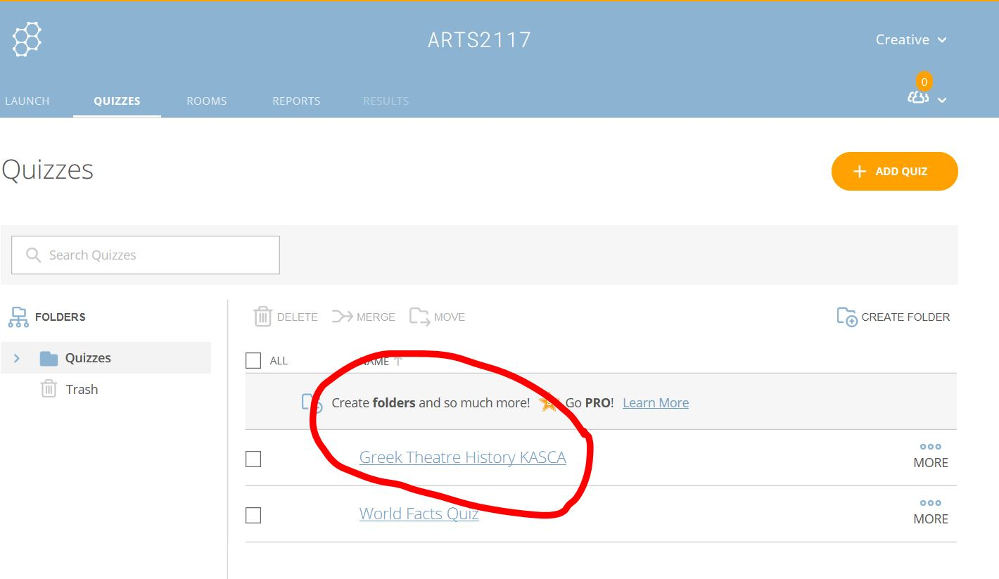 ARTS2117
Creative
0
LAUNCH QUIZZES ROOMS REPORTS RESULTS
Quizzes
+ ADD QUIZ
Search Quizzes
FOLDERS
DELETE MERGE MOVE CREATE FOLDER
Quizzes
Trash
ALL NAME
Create folders and so much more! Go PRO! Learn More
Greek Theatre History KASCA
MORE
World Facts Quiz
MORE